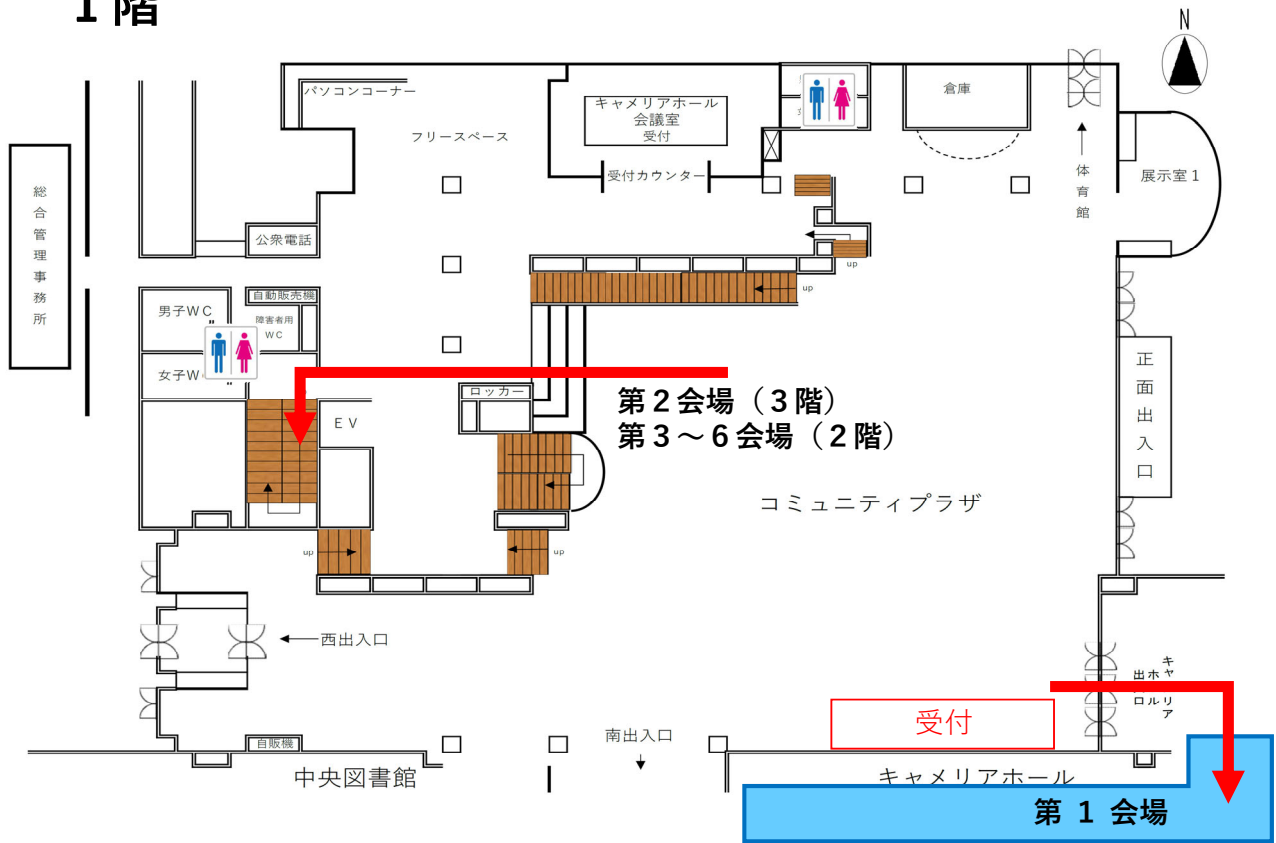 1階
N
パソコンコーナー
フリースペース
キャメリアホール
会議室
受付
受付カウンター
倉庫
体育館
展示室1
総合管理事務所
公衆電話
自動販売機
男子WC
障害者用
WC
女子W
up
up
ロッカー
EV
第2会場（3階）
第3～6会場（2階）
正面出入口
コミュニティプラザ
up
up
西出入口
キャ リア
ホール
出 口
受付
自販機
南出入口
中央図書館
キャメリアホール
第 1 会場